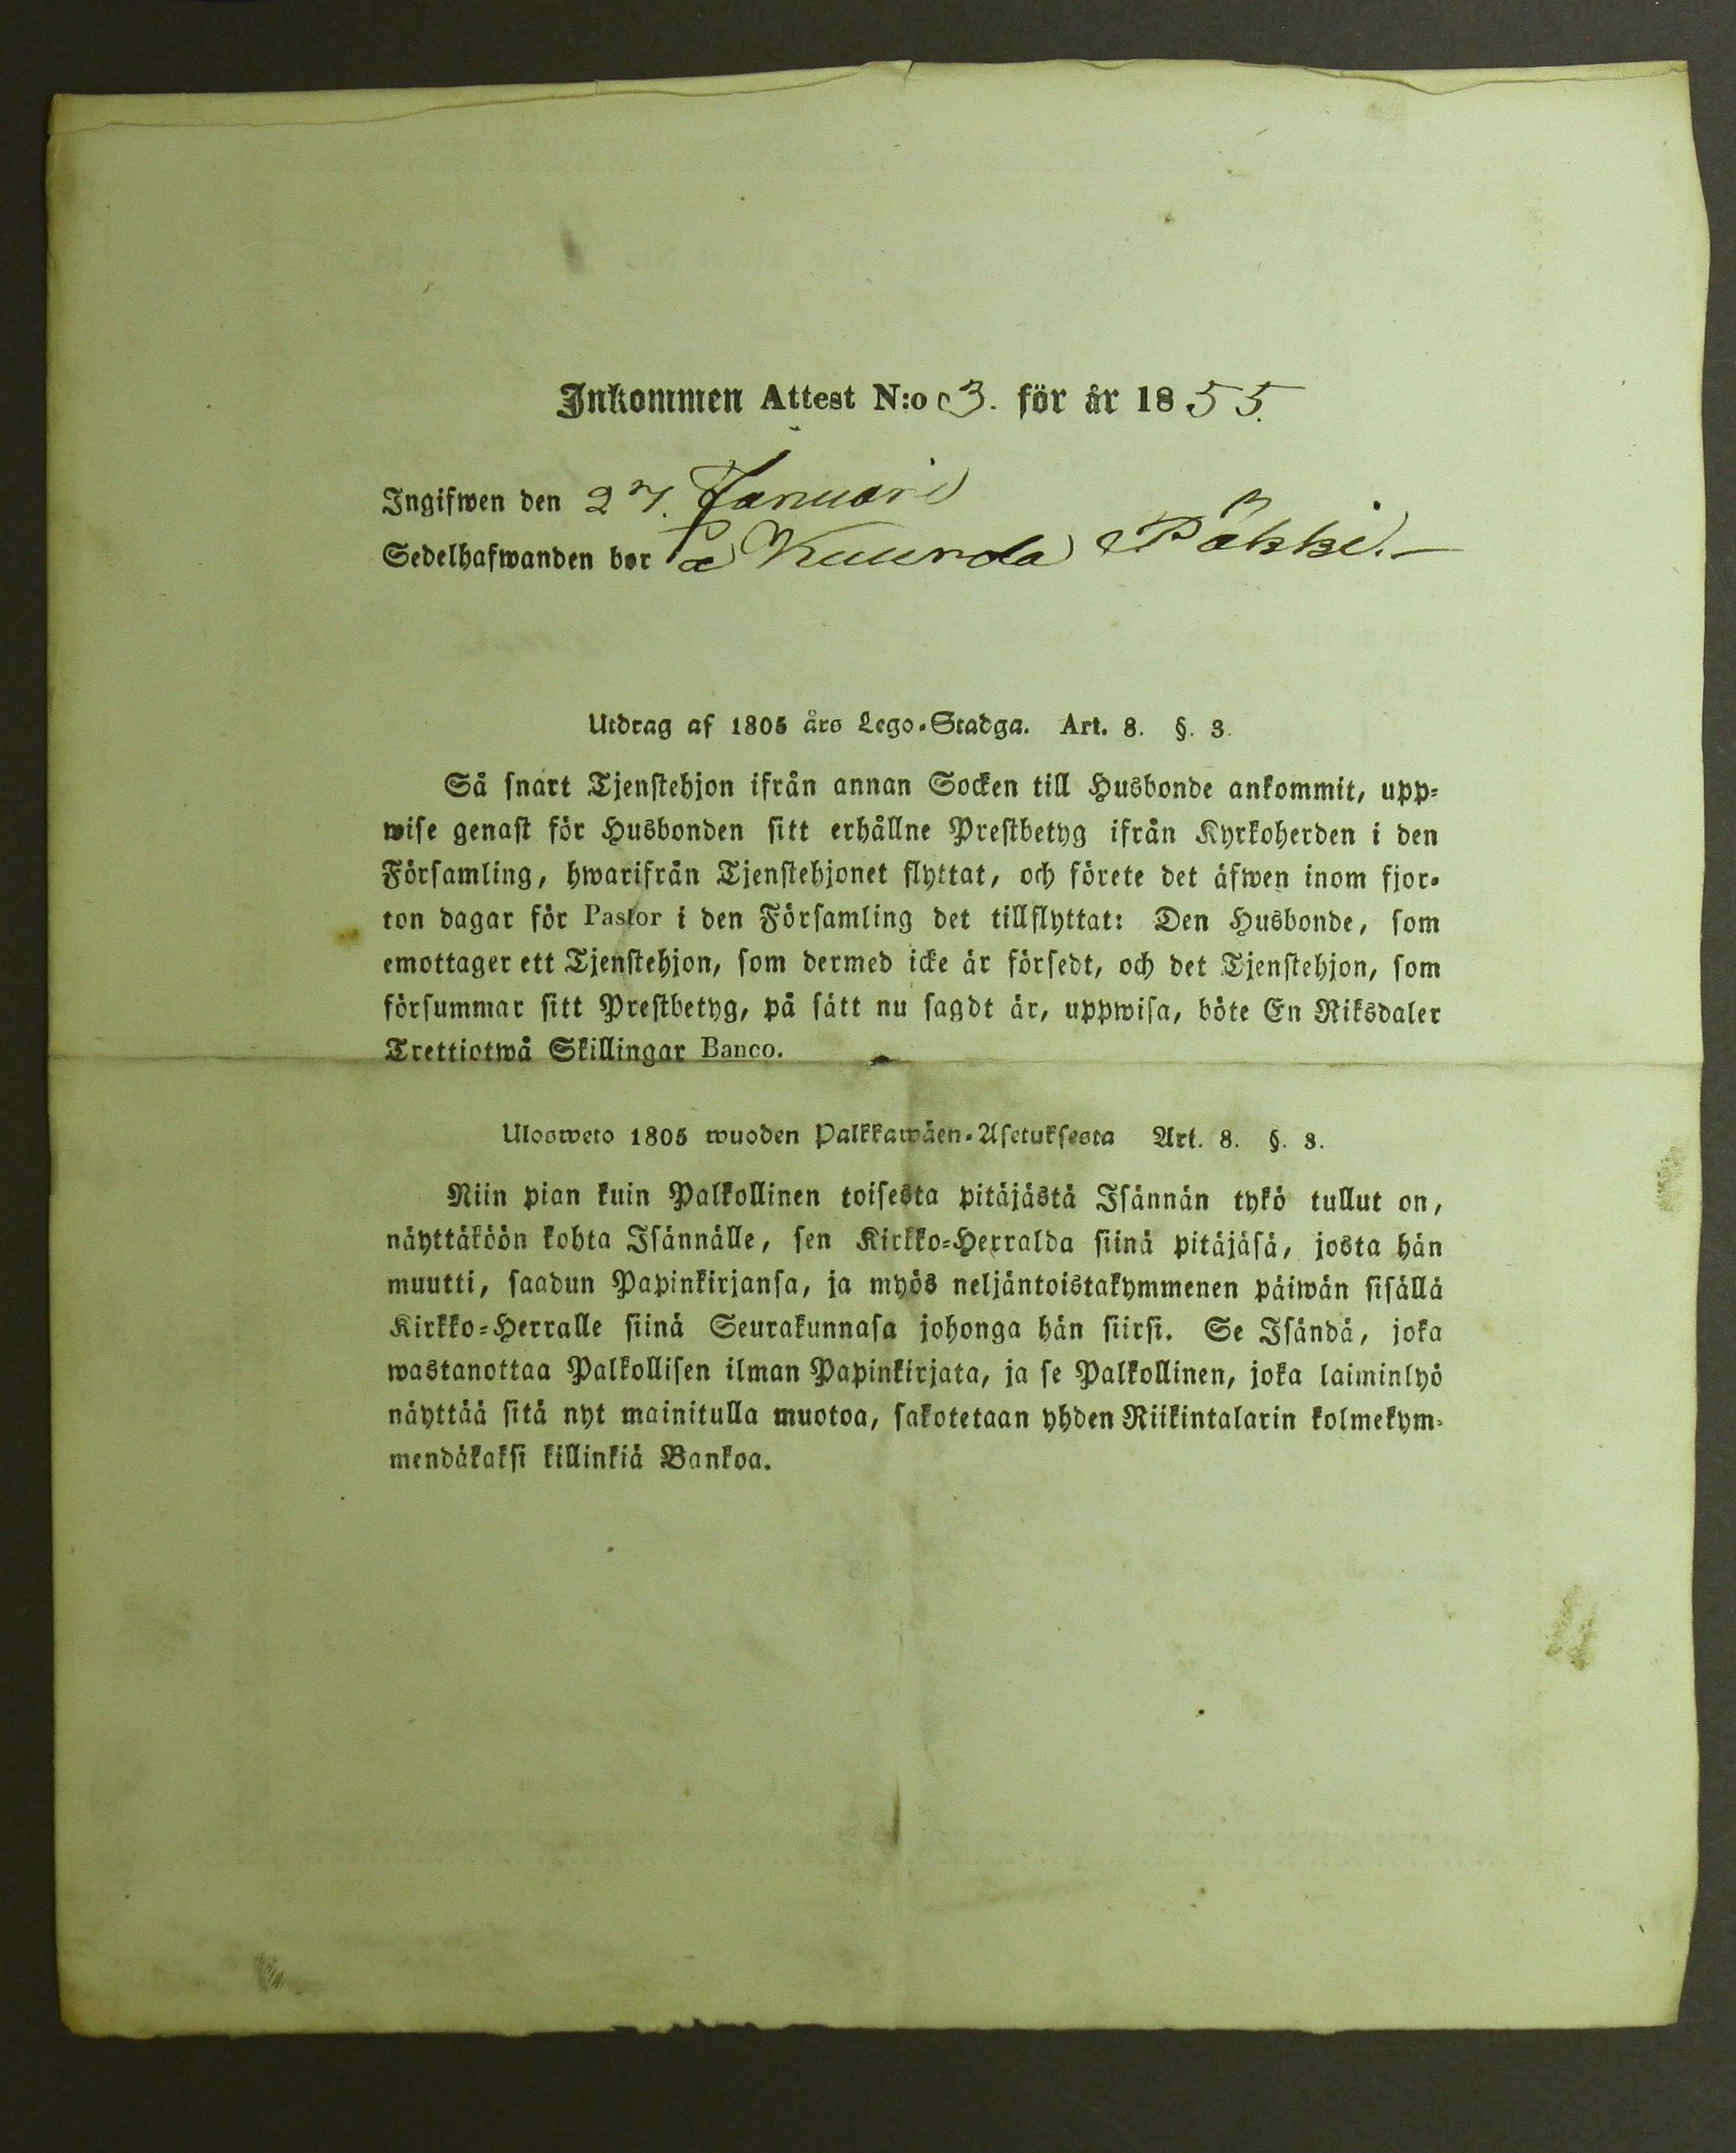 Inkommen Attest N:o 3. för år 1855.
Ingifwen den 27. Januari
Sedelhafwanden bor på Kuurola Päkki.—
Utdrag af 1805 års Lego-Stadga. Art. 8. §. 3.
Så snart Tjenstehjon ifrån annan Socken till Husbonde ankommit, upp-
wise genast för Husbonden sitt erhållne Prestbetyg ifrån Kyrkoherden i den
Församling, hwarifrån Tjenstehjonet flyttat, och förete det äfwen inom fjor-
ton dagar för Pastor i den Församling det tillflyttat: Den Husbonde, som
emottager ett Tjenstehjon, som dermed icke är försedt, och det Tjenstehjon, som
försummar sitt Prestbetyg, på sätt nu sagdt är, uppwisa, böte En Riksdaler
Trettiotwå Skillingar Banco.
Ulosweto 1805 wuoden Palkkawäen-Asetuksesta Art. 8. §. 3.
Niin pian kuin Palkollinen toisesta pitäjästä Isännän tykö tullut on,
näyttäköön kohta Isännälle, sen Kirkko-Herralda siinä pitäjäsä, josta hän
muutti, saadun Papinkirjansa, ja myös neljäntoistakymmenen päiwän sisällä
Kirkko-Herralle siinä Seurakunnasa johonga hän siirsi. Se Isändä, joka
wastanottaa Palkollisen ilman Papinkirjata, ja se Palkollinen, joka laiminlyö
näyttää sitä nyt mainitulla muotoa, sakotetaan yhden Riikintalarin kolmekym-
mendäkaksi killinkiä Bankoa.